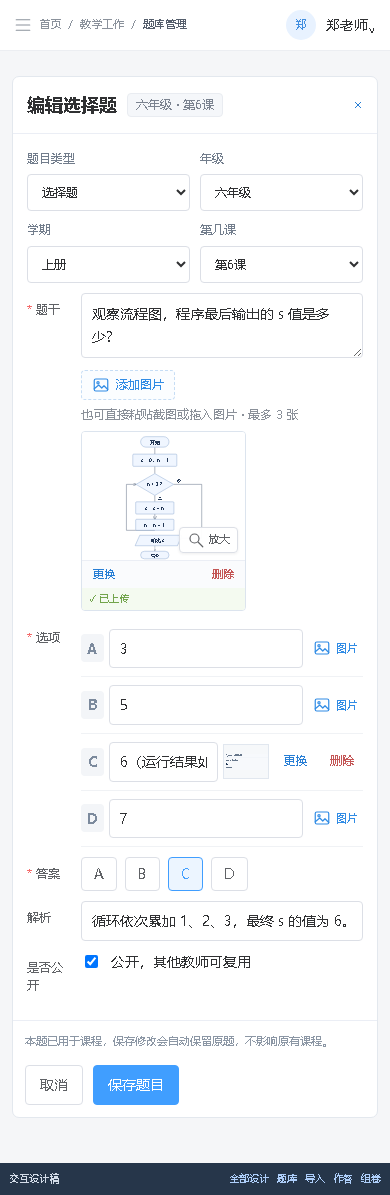 首页 / 教学工作 / 题库管理
郑 郑老师
编辑选择题 六年级 · 第6课 ×
题目类型 年级
选择题 六年级
学期 第几课
上册 第6课
* 题干
观察流程图，程序最后输出的 s 值是多
少？
添加图片
也可直接粘贴截图或拖入图片 · 最多 3 张
开始
放大
更换 删除
✓ 已上传
* 选项
A 3 图片
B 5 图片
C 6（运行结果如 更换 删除
D 7 图片
* 答案 A B C D
解析 循环依次累加 1、2、3，最终 s 的值为 6。
是否公
开
公开，其他教师可复用
本题已用于课程，保存修改会自动保留原题，不影响原有课程。
取消 保存题目
交互设计稿 全部设计 题库 导入 作答 组卷